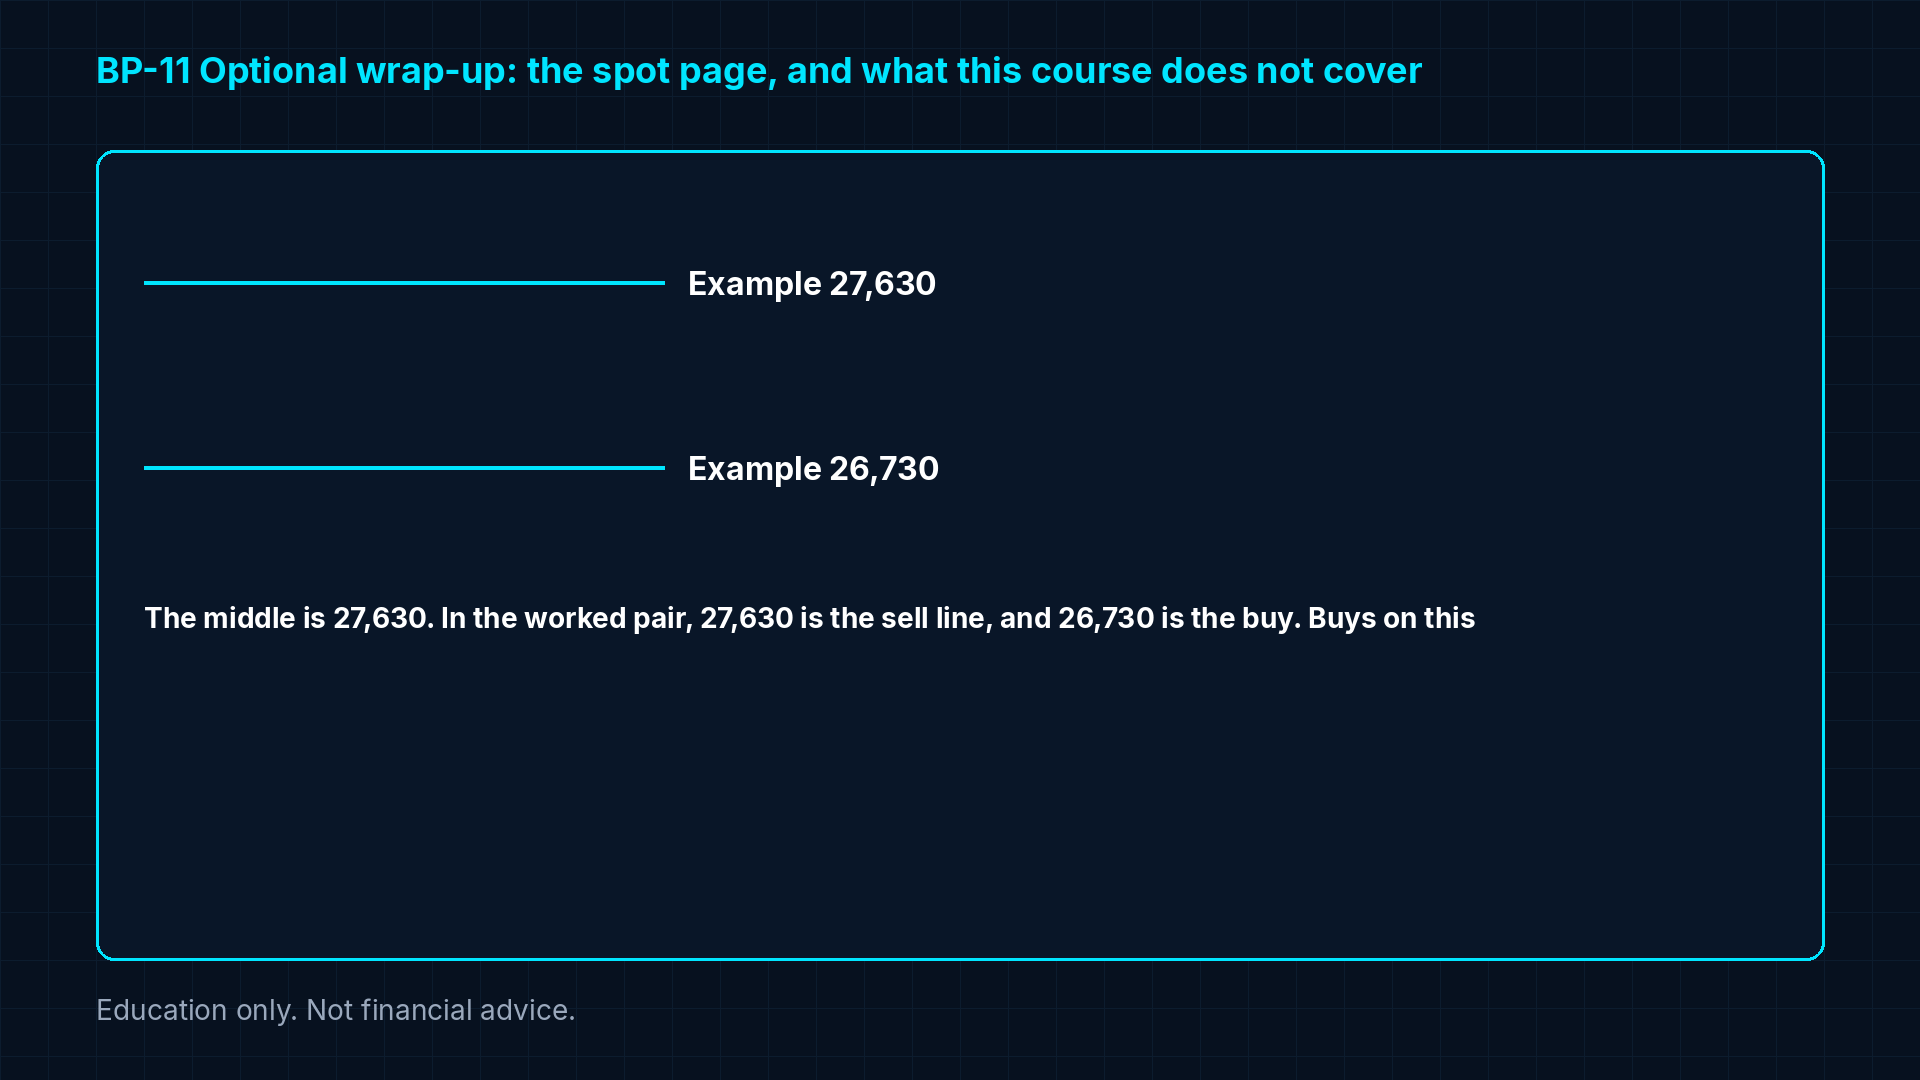 BP-11 Optional wrap-up: the spot page, and what this course does not cover
Example 27,630
Example 26,730
The middle is 27,630. In the worked pair, 27,630 is the sell line, and 26,730 is the buy. Buys on this
Education only. Not financial advice.